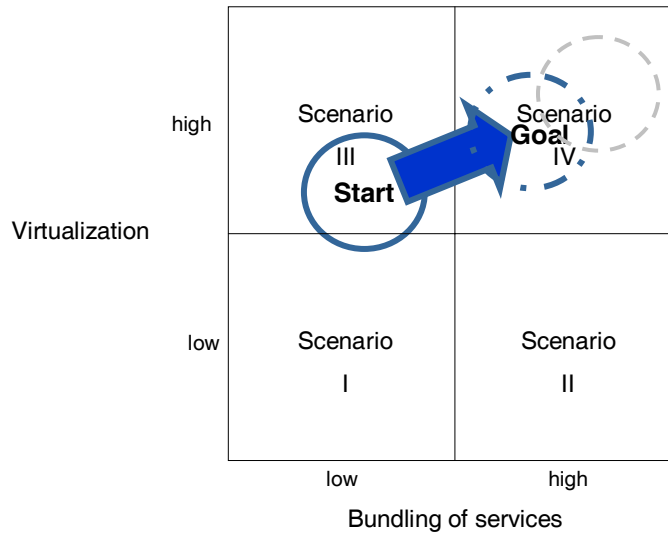 Scenario
III
Start
Scenario
Goal
IV
high
Virtualization
low
Scenario
I
Scenario
II
low
high
Bundling of services